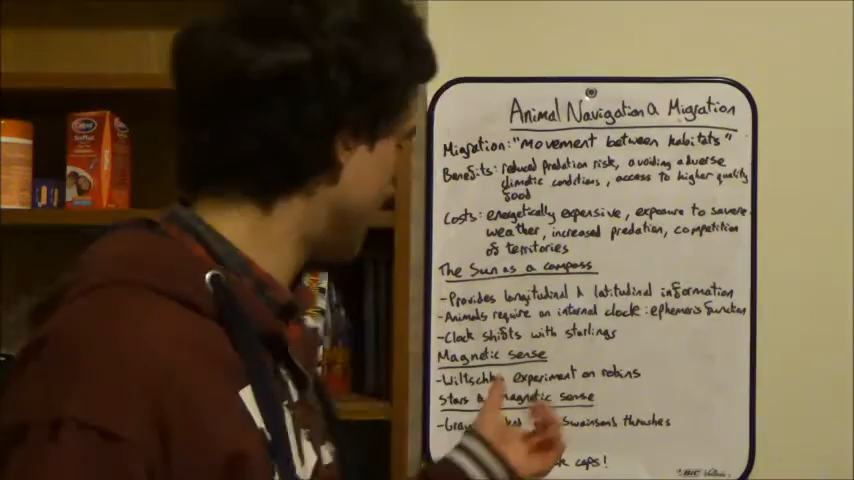 Animal Navigation & Migration
Migration: "movement between habitats"
Benefits: reduced predation risk, avoiding adverse
climatic conditions, access to higher quality
food
Costs: energetically expensive, exposure to severe
weather, increased predation, competition
of territories
The Sun as a compass
- Provides longitudinal & latitudinal information
- Animals require an internal clock: ephemeris function
- Clock shifts with starlings
Magnetic sense
- experiment on robins
Stars & magnetic sense
- Swainsons thrushes
caps!
BIC